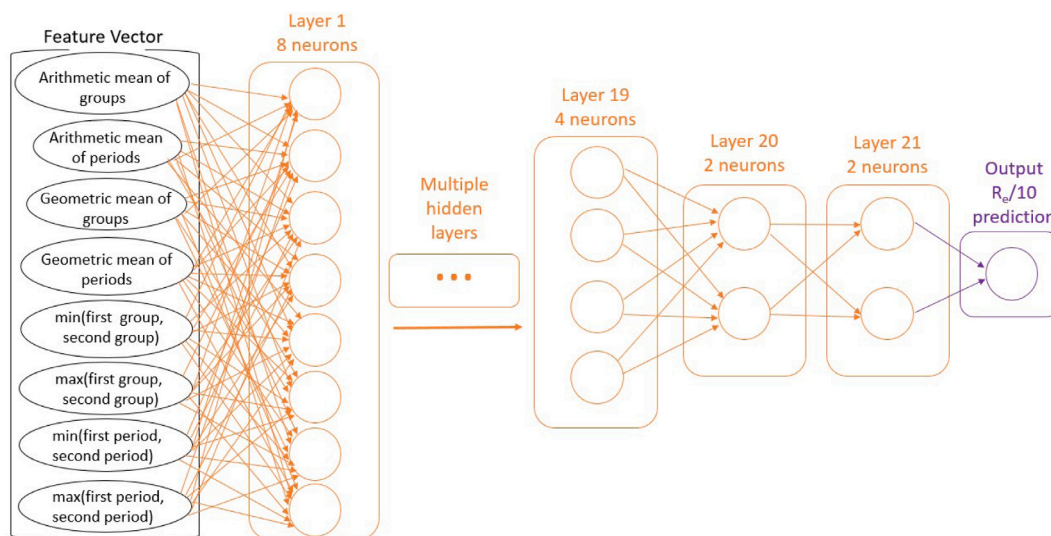 Feature Vector
Arithmetic mean of
groups
Arithmetic mean
of periods
Geometric mean of
groups
Geometric mean of
periods
min(first group,
second group)
max(first group,
second group)
min(first period,
second period)
max(first period,
second period)
Layer 1
8 neurons
Multiple
hidden
layers
...
Layer 19
4 neurons
Layer 20
2 neurons
Layer 21
2 neurons
Output
Re/10
prediction